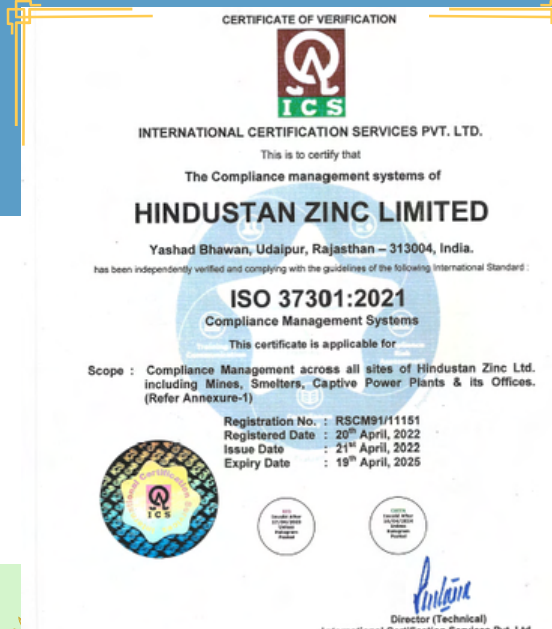 CERTIFICATE OF VERIFICATION
ICS
INTERNATIONAL CERTIFICATION SERVICES PVT. LTD.
This is to certify that
The Compliance management systems of
HINDUSTAN ZINC LIMITED
Yashad Bhawan, Udaipur, Rajasthan – 313004, India.
has been independently verified and complying with the guidelines of the following International Standard :
ISO 37301:2021
Compliance Management Systems
This certificate is applicable for
Scope : Compliance Management across all sites of Hindustan Zinc Ltd.
including Mines, Smelters, Captive Power Plants & its Offices.
(Refer Annexure-1)
Registration No. : RSCM91/11151
Registered Date : 20th April, 2022
Issue Date : 21st April, 2022
Expiry Date : 19th April, 2025
ICS
Director (Technical)
International Certification Services Pvt. Ltd.